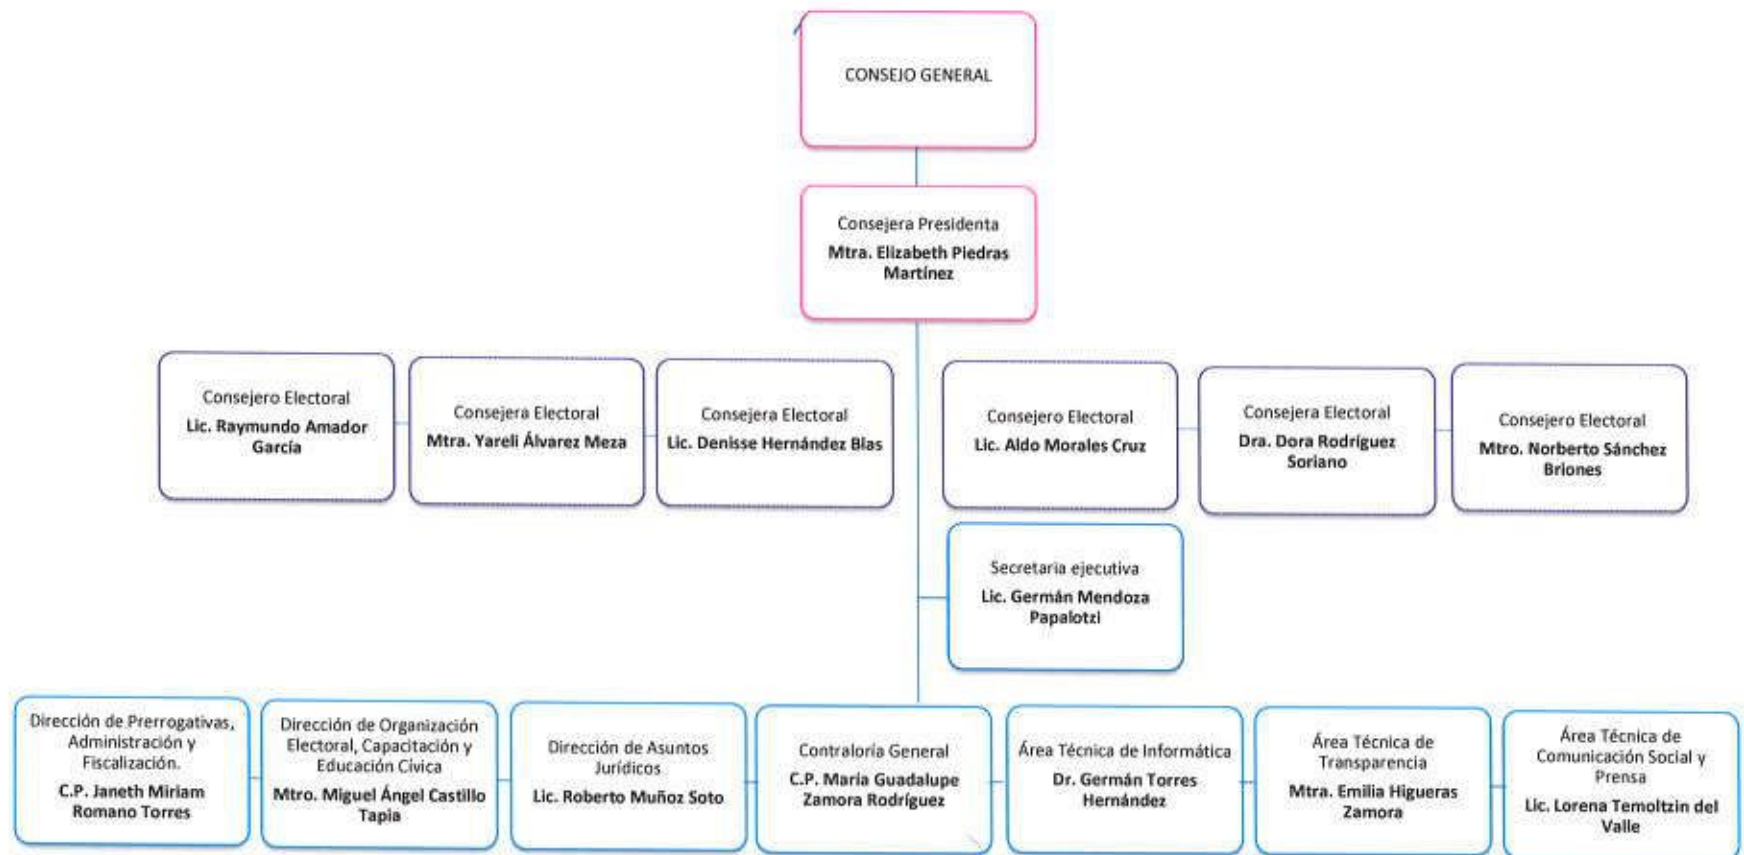 CONSEJO GENERAL
Consejera Presidenta
Mtra. Elizabeth Piedras
Martínez
Consejero Electoral
Lic. Raymundo Amador
García
Consejera Electoral
Mtra. Yareli Álvarez Meza
Consejera Electoral
Lic. Denisse Hernández Blas
Consejero Electoral
Lic. Aldo Morales Cruz
Consejera Electoral
Dra. Dora Rodríguez
Soriano
Consejero Electoral
Mtro. Norberto Sánchez
Briones
Secretaria ejecutiva
Lic. Germán Mendoza
Papalotzi
Dirección de Prerrogativas,
Administración y
Fiscalización.
C.P. Janeth Miriam
Romano Torres
Dirección de Organización
Electoral, Capacitación y
Educación Cívica
Mtro. Miguel Ángel Castillo
Tapia
Dirección de Asuntos
Jurídicos
Lic. Roberto Muñoz Soto
Contraloría General
C.P. María Guadalupe
Zamora Rodríguez
Área Técnica de Informática
Dr. Germán Torres
Hernández
Área Técnica de
Transparencia
Mtra. Emilia Higueras
Zamora
Área Técnica de
Comunicación Social y
Prensa
Lic. Lorena Temoltzin del
Valle